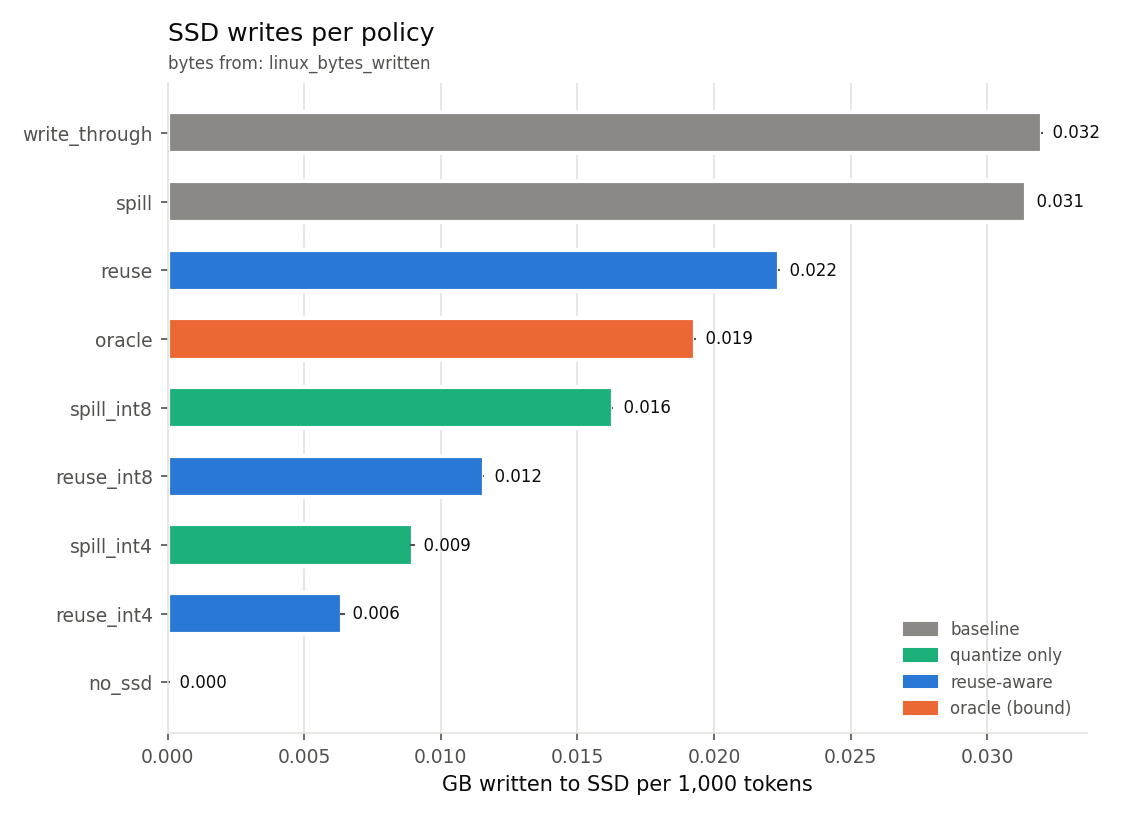 SSD writes per policy
bytes from: linux_bytes_written
write_through 0.032
spill 0.031
reuse 0.022
oracle 0.019
spill_int8 0.016
reuse_int8 0.012
spill_int4 0.009
reuse_int4 0.006
no_ssd 0.000
baseline
quantize only
reuse-aware
oracle (bound)
0.000 0.005 0.010 0.015 0.020 0.025 0.030
GB written to SSD per 1,000 tokens